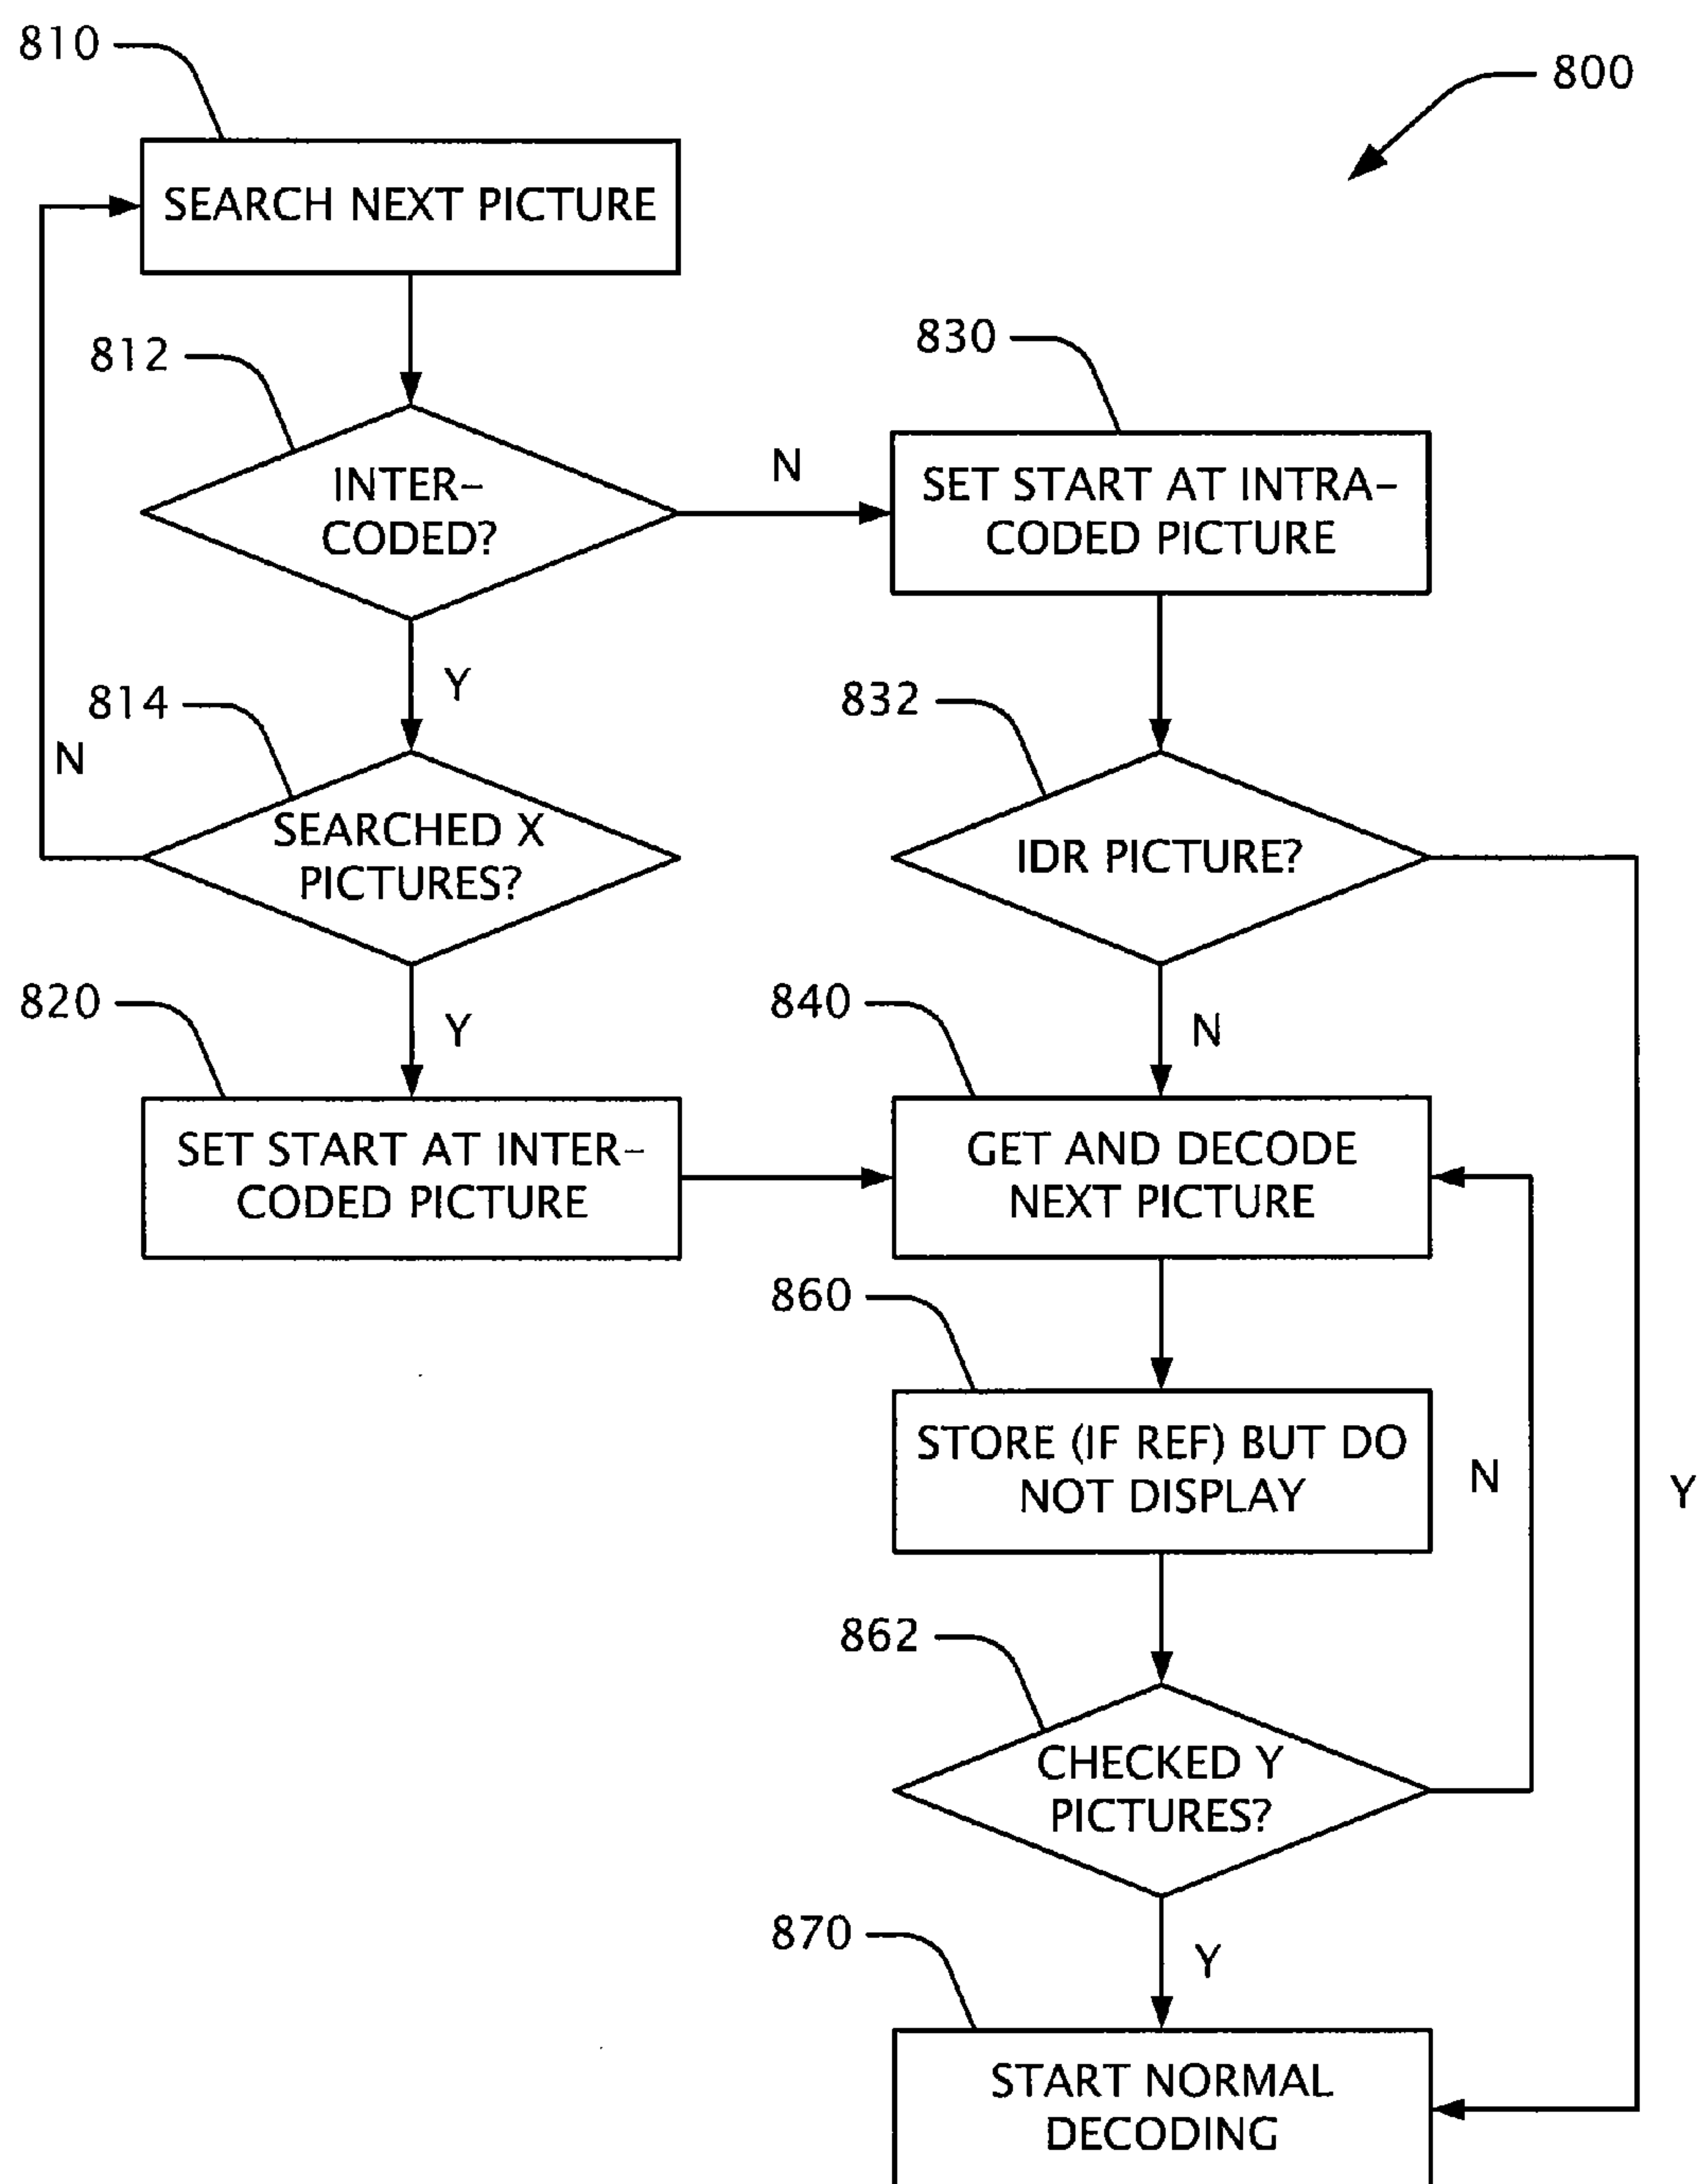 810
800
SEARCH NEXT PICTURE
812
830
INTER-
CODED?
N
SET START AT INTRA-
CODED PICTURE
Y
814
832
N
SEARCHED X
PICTURES?
IDR PICTURE?
820
Y
840
N
SET START AT INTER-
CODED PICTURE
GET AND DECODE
NEXT PICTURE
860
STORE (IF REF) BUT DO
NOT DISPLAY
N
Y
862
CHECKED Y
PICTURES?
870
Y
START NORMAL
DECODING